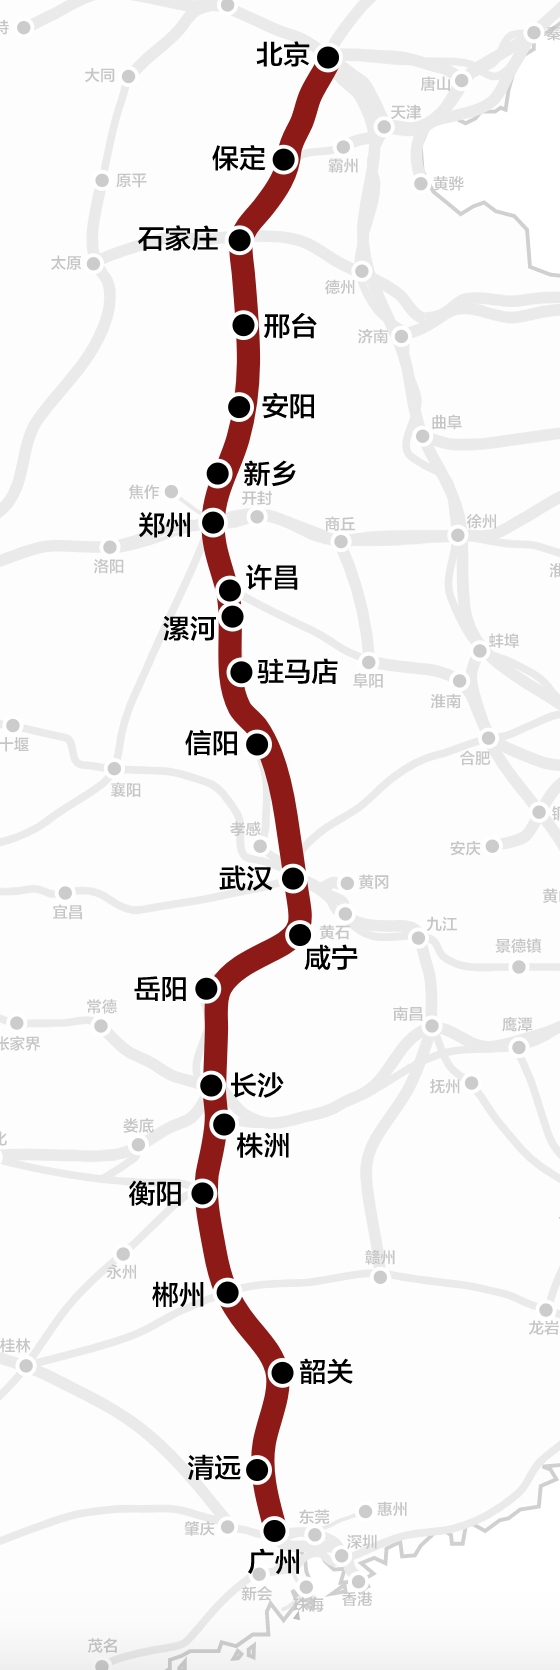 北京
大同
唐山
天津
保定
霸州
原平
黄骅
石家庄
太原
德州
邢台
济南
安阳
曲阜
新乡
焦作
开封
郑州
商丘
徐州
洛阳
许昌
漯河
蚌埠
驻马店
阜阳
淮南
信阳
十堰
合肥
襄阳
孝感
安庆
武汉
黄冈
宜昌
黄石
九江
咸宁
景德镇
岳阳
常德
南昌
鹰潭
张家界
长沙
抚州
娄底
株洲
衡阳
永州
赣州
郴州
龙岩
桂林
韶关
清远
惠州
东莞
肇庆
深圳
广州
新会
珠海
香港
茂名